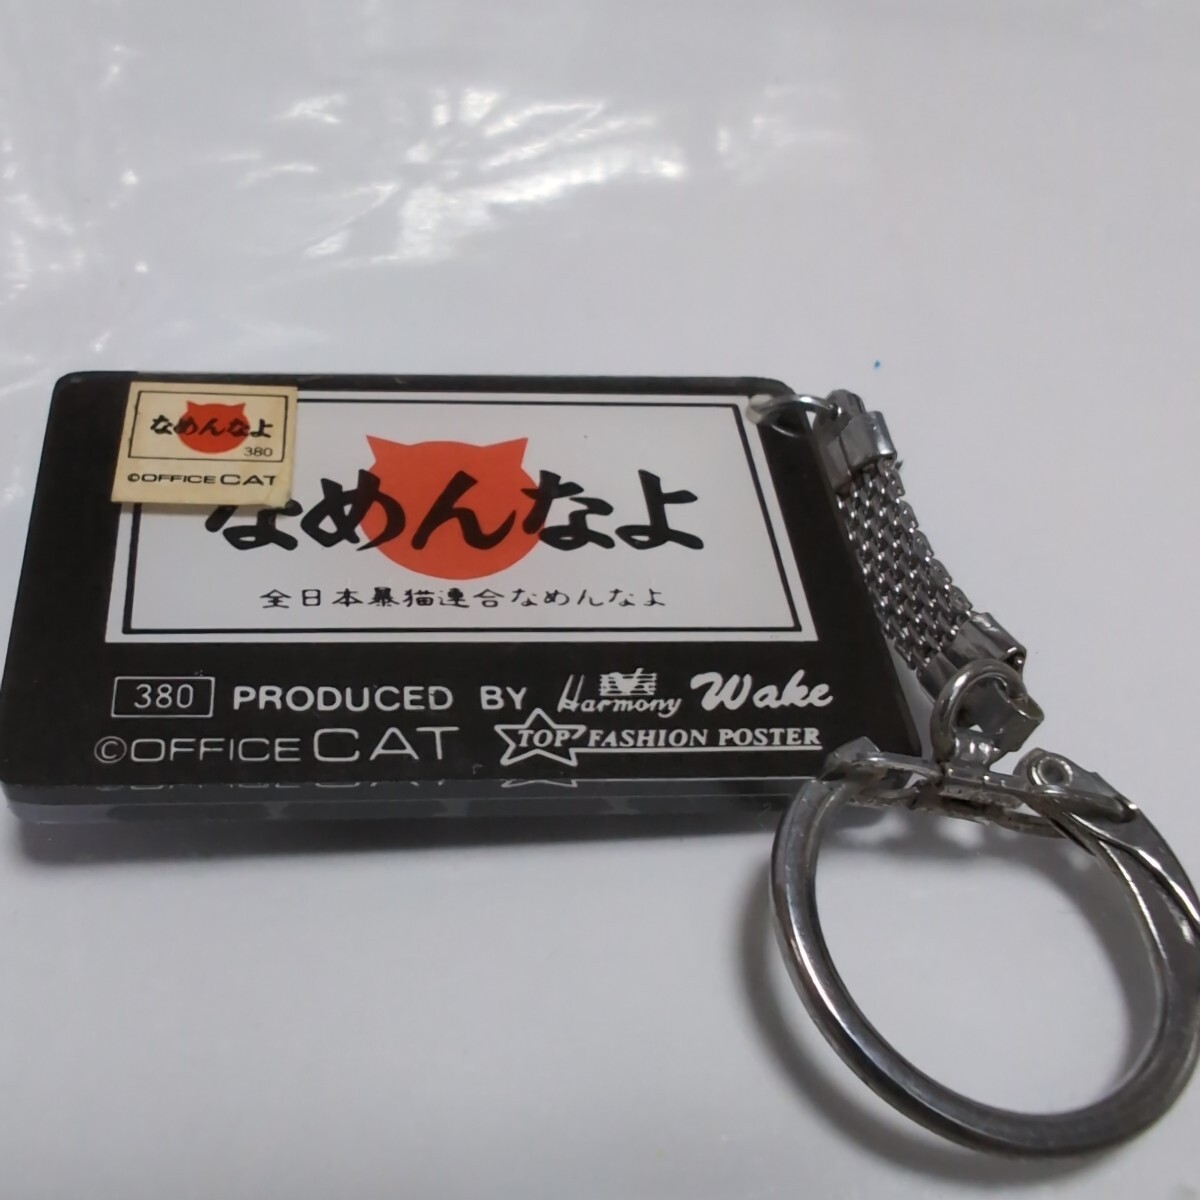 なめんなよ
380
©OFFICE CAT
なめんなよ
全日本暴猫連合なめんなよ
380 PRODUCED BY Harmony Wake
©OFFICE CAT TOP FASHION POSTER